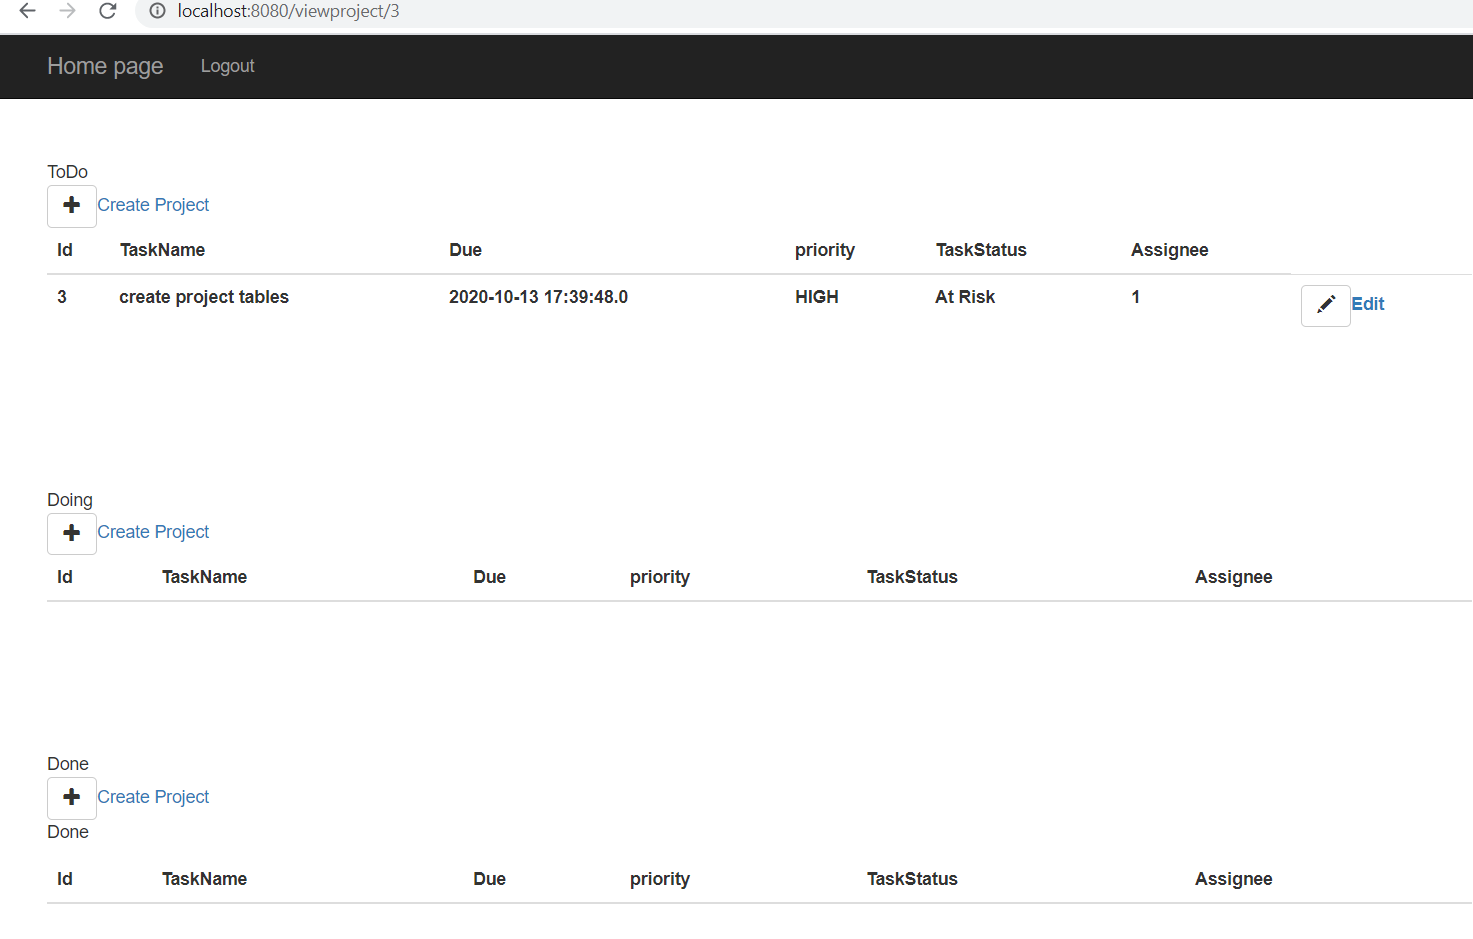 localhost:8080/viewproject/3
Home page Logout
ToDo
Create Project
Id TaskName Due priority TaskStatus Assignee
3 create project tables 2020-10-13 17:39:48.0 HIGH At Risk 1 Edit
Doing
Create Project
Id TaskName Due priority TaskStatus Assignee
Done
Create Project
Done
Id TaskName Due priority TaskStatus Assignee